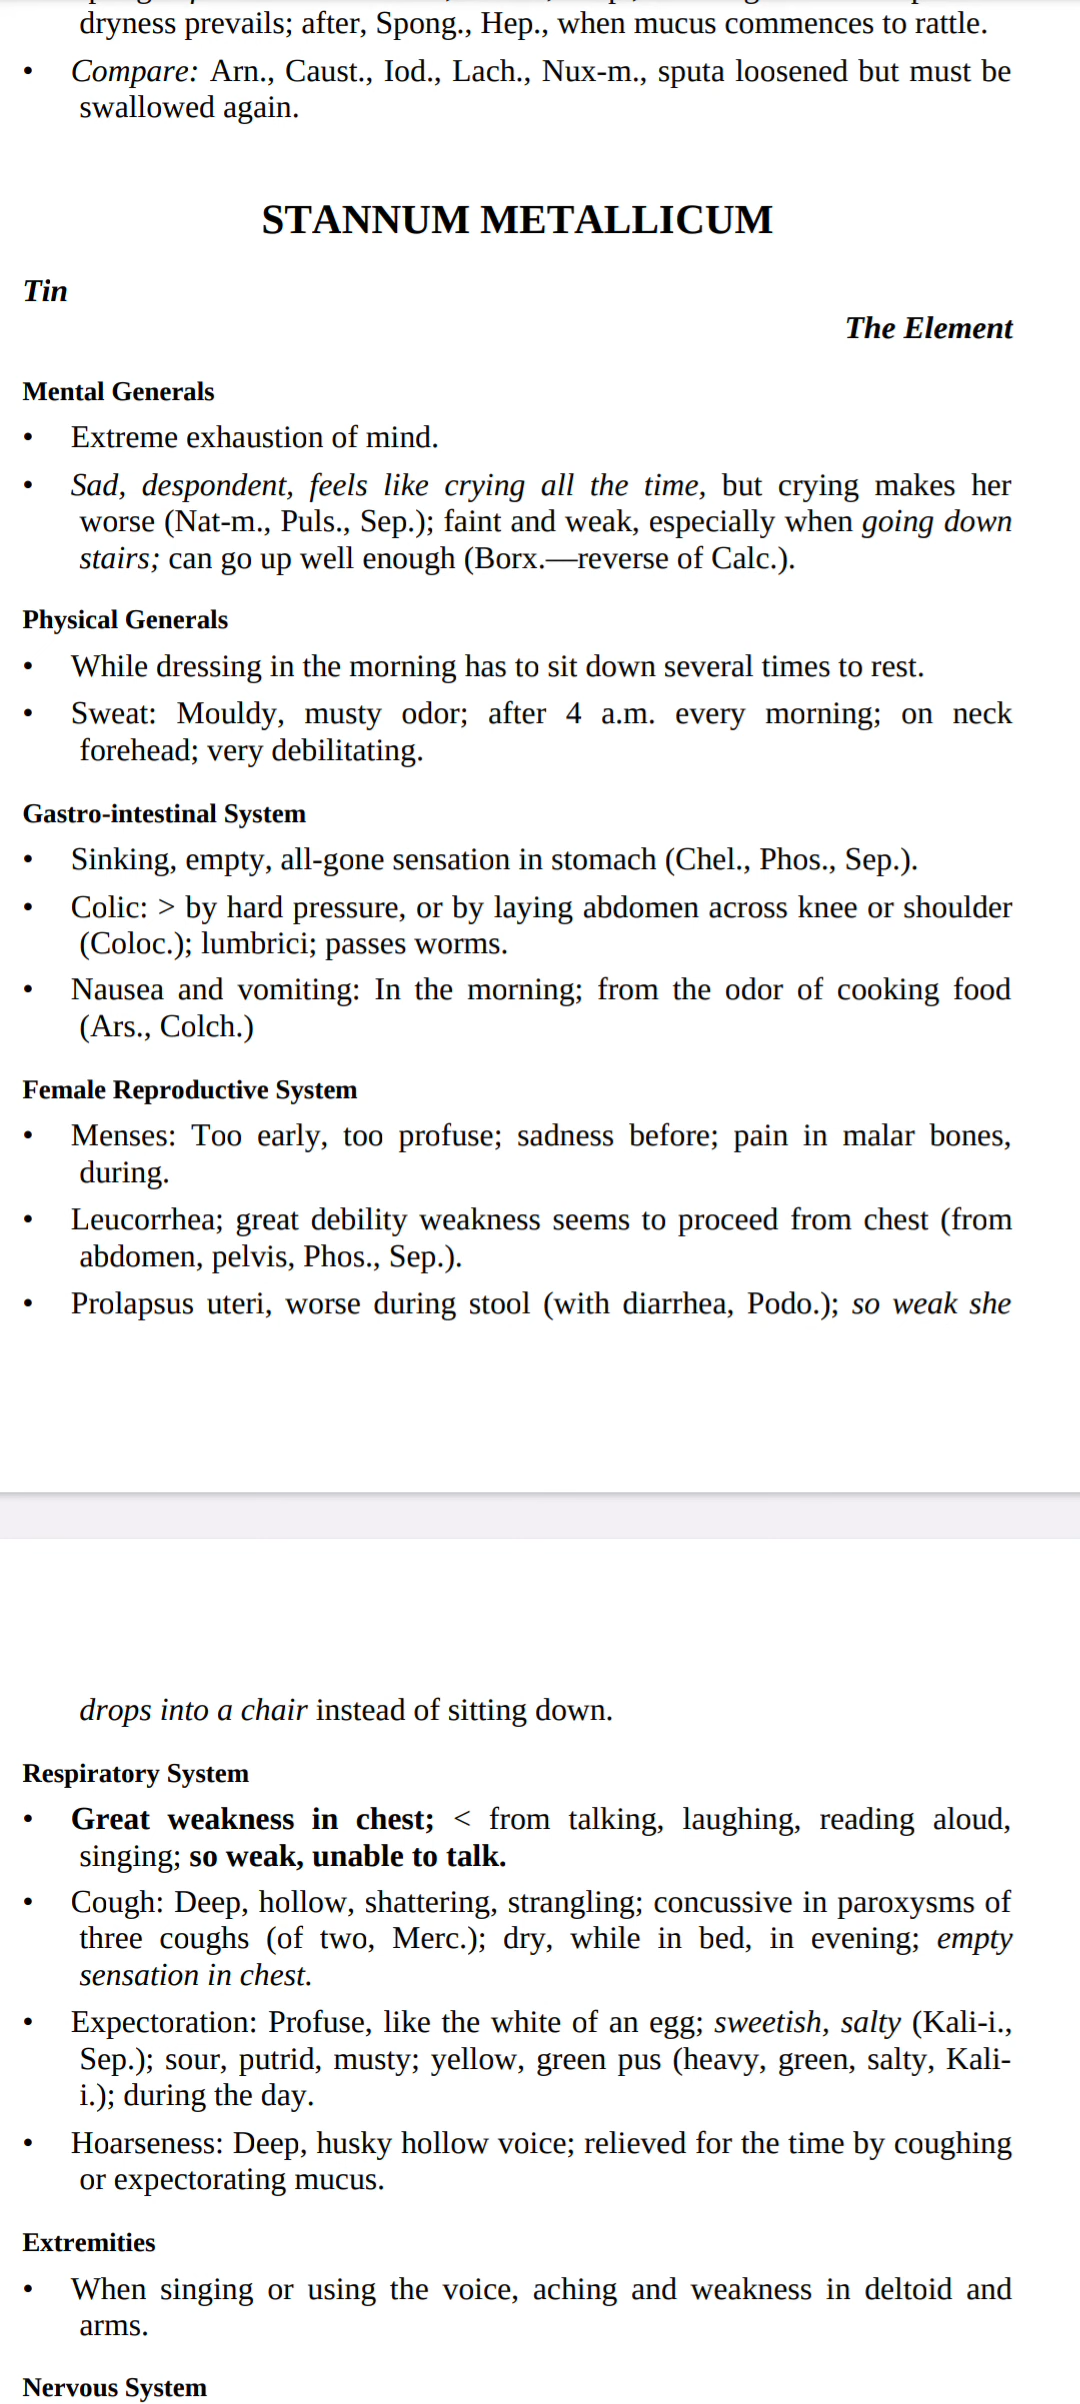 dryness prevails; after, Spong., Hep., when mucus commences to rattle.
• Compare: Arn., Caust., Iod., Lach., Nux-m., sputa loosened but must be
swallowed again.
STANNUM METALLICUM
Tin
The Element
Mental Generals
• Extreme exhaustion of mind.
• Sad, despondent, feels like crying all the time, but crying makes her
worse (Nat-m., Puls., Sep.); faint and weak, especially when going down
stairs; can go up well enough (Borx.—reverse of Calc.).
Physical Generals
• While dressing in the morning has to sit down several times to rest.
• Sweat: Mouldy, musty odor; after 4 a.m. every morning; on neck
forehead; very debilitating.
Gastro-intestinal System
• Sinking, empty, all-gone sensation in stomach (Chel., Phos., Sep.).
• Colic: > by hard pressure, or by laying abdomen across knee or shoulder
(Coloc.); lumbrici; passes worms.
• Nausea and vomiting: In the morning; from the odor of cooking food
(Ars., Colch.)
Female Reproductive System
• Menses: Too early, too profuse; sadness before; pain in malar bones,
during.
• Leucorrhea; great debility weakness seems to proceed from chest (from
abdomen, pelvis, Phos., Sep.).
• Prolapsus uteri, worse during stool (with diarrhea, Podo.); so weak she
drops into a chair instead of sitting down.
Respiratory System
• Great weakness in chest; < from talking, laughing, reading aloud,
singing; so weak, unable to talk.
• Cough: Deep, hollow, shattering, strangling; concussive in paroxysms of
three coughs (of two, Merc.); dry, while in bed, in evening; empty
sensation in chest.
• Expectoration: Profuse, like the white of an egg; sweetish, salty (Kali-i.,
Sep.); sour, putrid, musty; yellow, green pus (heavy, green, salty, Kali-
i.); during the day.
• Hoarseness: Deep, husky hollow voice; relieved for the time by coughing
or expectorating mucus.
Extremities
• When singing or using the voice, aching and weakness in deltoid and
arms.
Nervous System